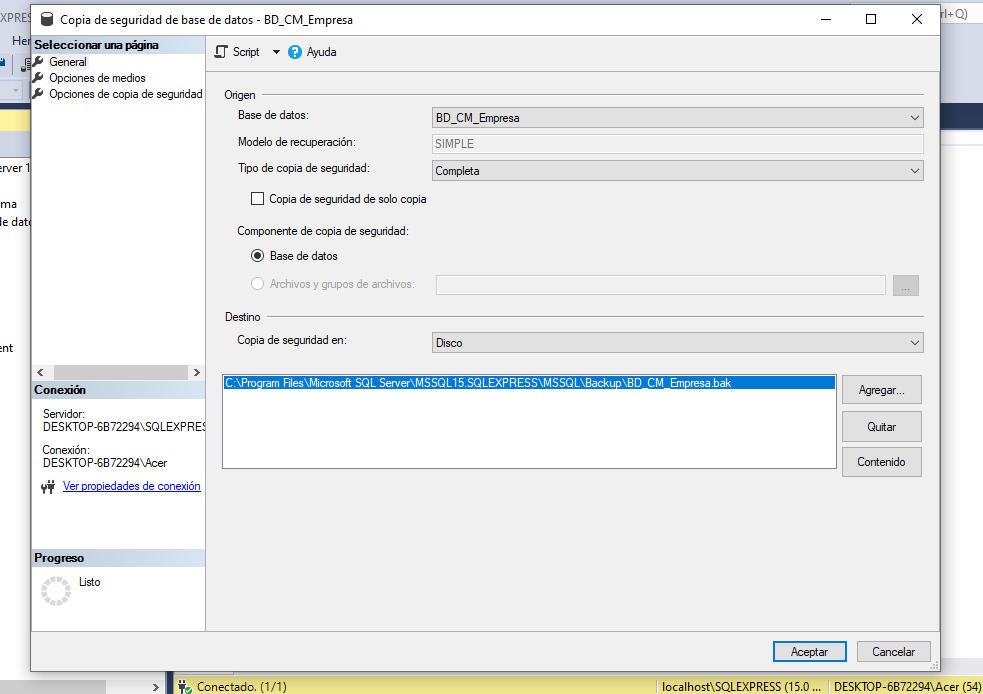 XPRES
Copia de seguridad de base de datos - BD_CM_Empresa
rl+Q)
Her
Seleccionar una página
General
Opciones de medios
Opciones de copia de seguridad
Script
Ayuda
Origen
Base de datos:
BD_CM_Empresa
Modelo de recuperación:
SIMPLE
Tipo de copia de seguridad:
Completa
Copia de seguridad de solo copia
Componente de copia de seguridad:
Base de datos
Archivos y grupos de archivos:
...
Destino
Copia de seguridad en:
Disco
C:\Program Files\Microsoft SQL Server\MSSQL15.SQLEXPRESS\MSSQL\Backup\BD_CM_Empresa.bak
Agregar...
Quitar
Contenido
erver 1
ma
de dato
ent
Conexión
Servidor:
DESKTOP-6B72294\SQLEXPRES
Conexión:
DESKTOP-6B72294\Acer
Ver propiedades de conexión
Progreso
Listo
Aceptar
Cancelar
Conectado. (1/1)
localhost\SQLEXPRESS (15.0 ...
DESKTOP-6B72294\Acer (54)